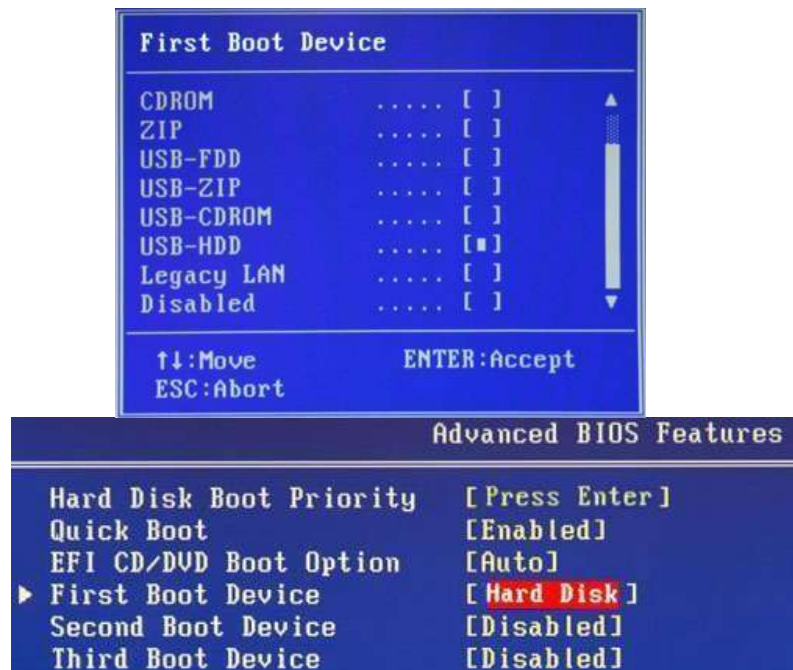 First Boot Device
CDROM ..... [ ]
ZIP ..... [ ]
USB-FDD ..... [ ]
USB-ZIP ..... [ ]
USB-CDROM ..... [ ]
USB-HDD ..... [■]
Legacy LAN ..... [ ]
Disabled ..... [ ]
↑↓:Move ENTER:Accept
ESC:Abort
Advanced BIOS Features
Hard Disk Boot Priority [Press Enter]
Quick Boot [Enabled]
EFI CD/DVD Boot Option [Auto]
▶ First Boot Device [Hard Disk]
Second Boot Device [Disabled]
Third Boot Device [Disabled]